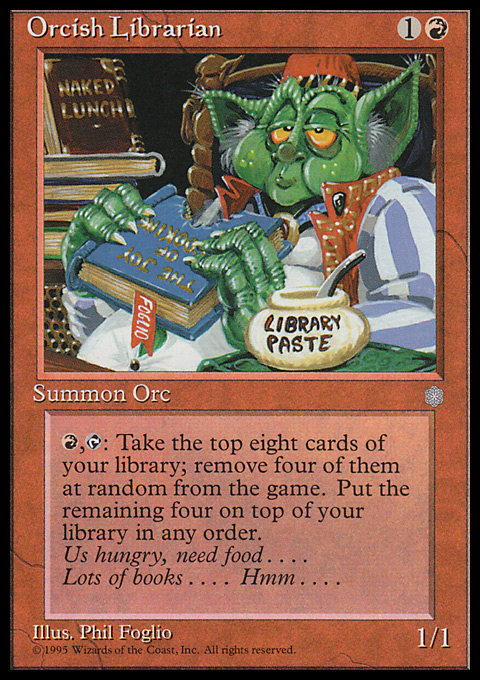 Orcish Librarian 1
NAKED
LUNCH
THE JOY
OF
COOKING
FOGLIO
LIBRARY
PASTE
Summon Orc
,: Take the top eight cards of
your library; remove four of them
at random from the game. Put the
remaining four on top of your
library in any order.
Us hungry, need food . . . .
Lots of books . . . . Hmm . . . .
Illus. Phil Foglio
1/1
© 1995 Wizards of the Coast, Inc. All rights reserved.